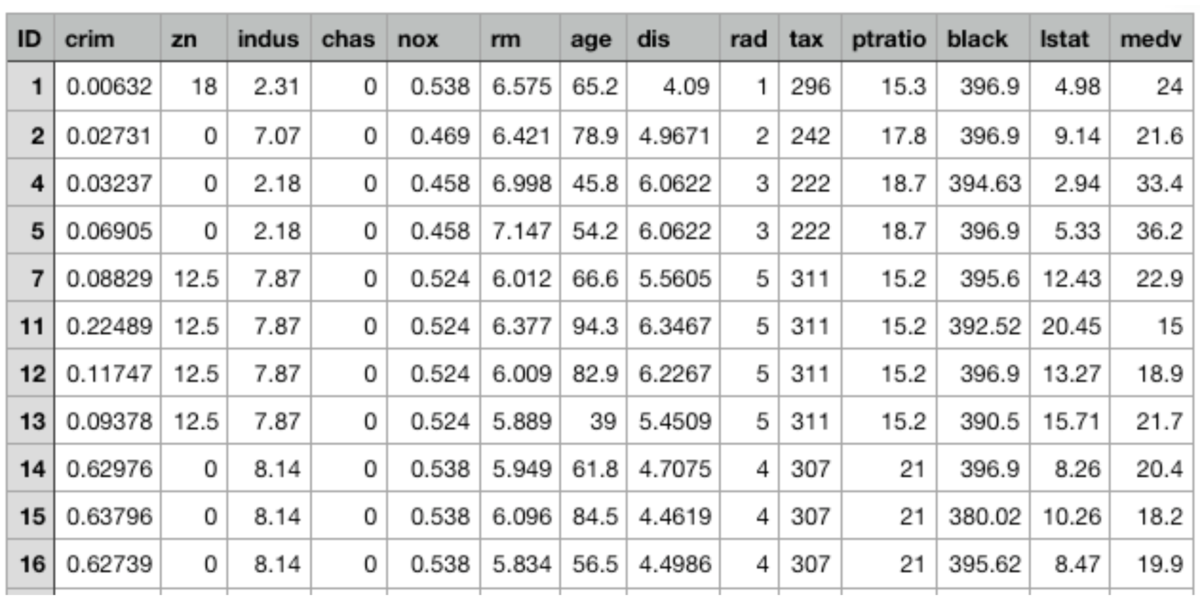 ID crim zn indus chas nox rm age dis rad tax ptratio black lstat medv
1 0.00632 18 2.31 0 0.538 6.575 65.2 4.09 1 296 15.3 396.9 4.98 24
2 0.02731 0 7.07 0 0.469 6.421 78.9 4.9671 2 242 17.8 396.9 9.14 21.6
4 0.03237 0 2.18 0 0.458 6.998 45.8 6.0622 3 222 18.7 394.63 2.94 33.4
5 0.06905 0 2.18 0 0.458 7.147 54.2 6.0622 3 222 18.7 396.9 5.33 36.2
7 0.08829 12.5 7.87 0 0.524 6.012 66.6 5.5605 5 311 15.2 395.6 12.43 22.9
11 0.22489 12.5 7.87 0 0.524 6.377 94.3 6.3467 5 311 15.2 392.52 20.45 15
12 0.11747 12.5 7.87 0 0.524 6.009 82.9 6.2267 5 311 15.2 396.9 13.27 18.9
13 0.09378 12.5 7.87 0 0.524 5.889 39 5.4509 5 311 15.2 390.5 15.71 21.7
14 0.62976 0 8.14 0 0.538 5.949 61.8 4.7075 4 307 21 396.9 8.26 20.4
15 0.63796 0 8.14 0 0.538 6.096 84.5 4.4619 4 307 21 380.02 10.26 18.2
16 0.62739 0 8.14 0 0.538 5.834 56.5 4.4986 4 307 21 395.62 8.47 19.9